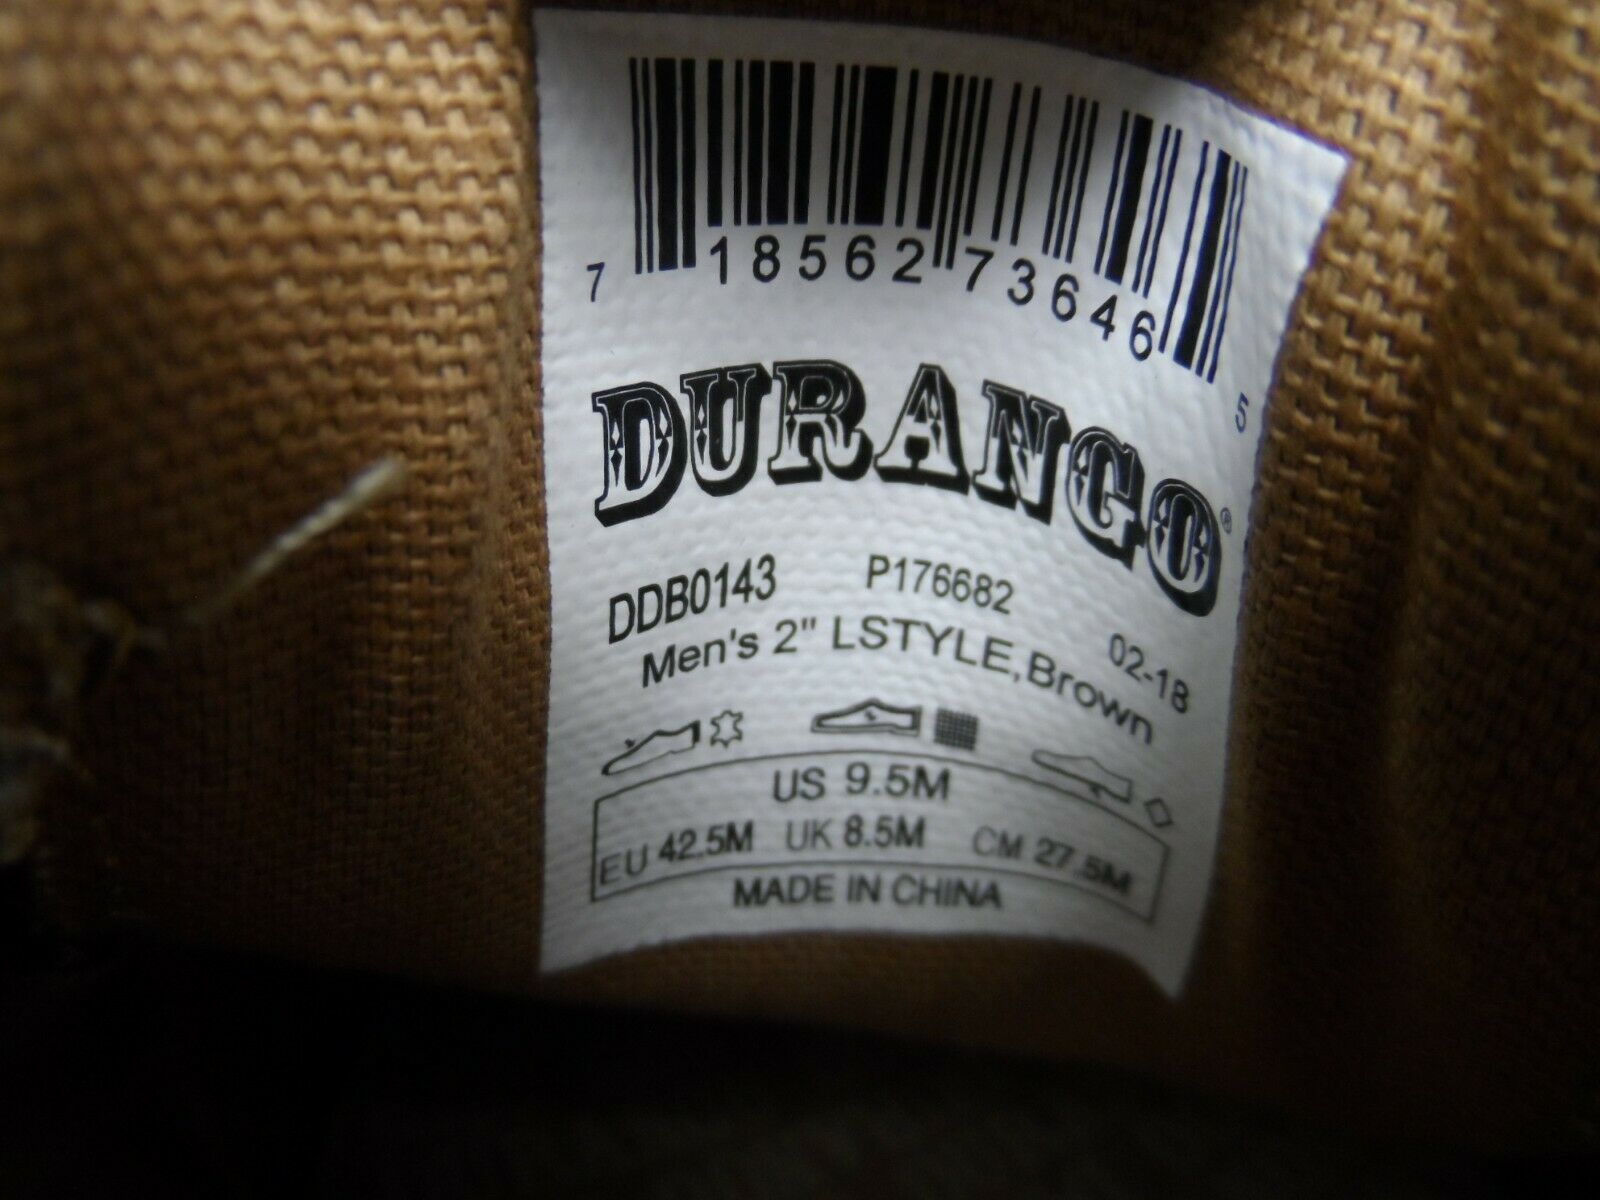 7 18562 73646 5
DURANGO®
DDB0143 P176682 02-18
Men's 2" LSTYLE,Brown
US 9.5M
EU 42.5M UK 8.5M CM 27.5M
MADE IN CHINA